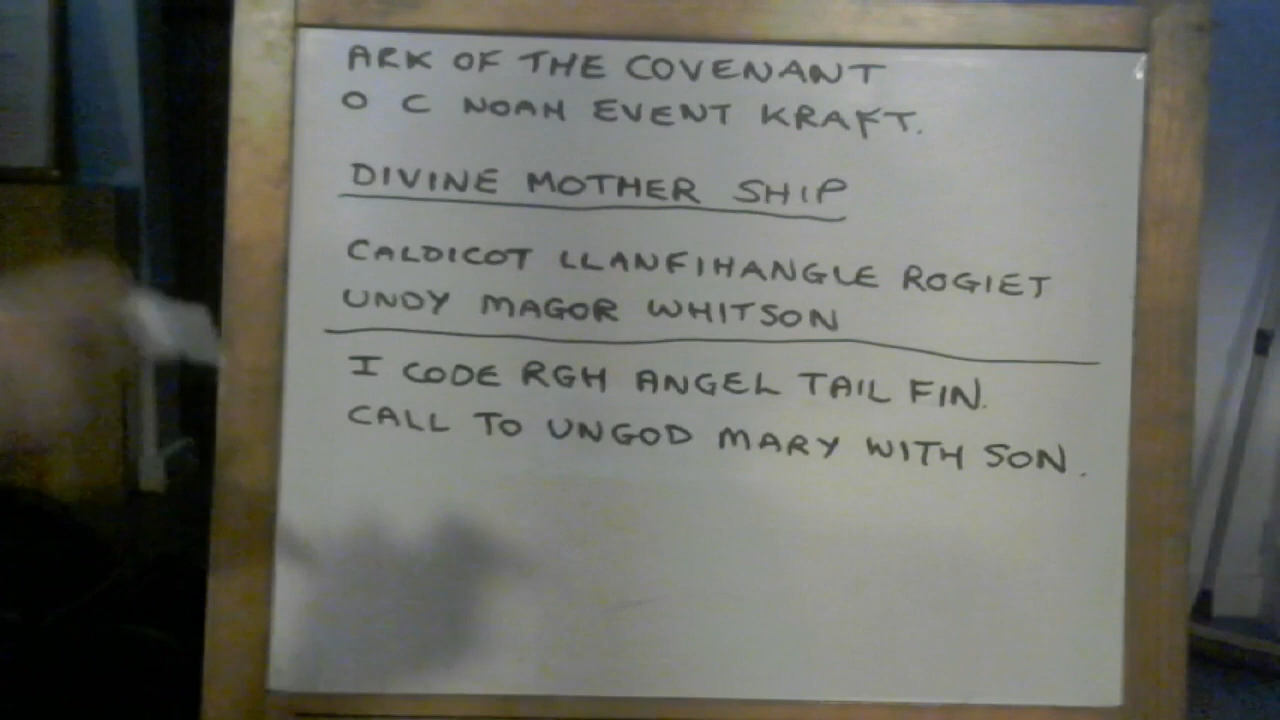 ARK OF THE COVENANT
O C NOAH EVENT KRAFT.
DIVINE MOTHER SHIP
CALDICOT LLANFIHANGLE ROGIET
UNDY MAGOR WHITSON
I CODE RGH ANGEL TAIL FIN.
CALL TO UNGOD MARY WITH SON.